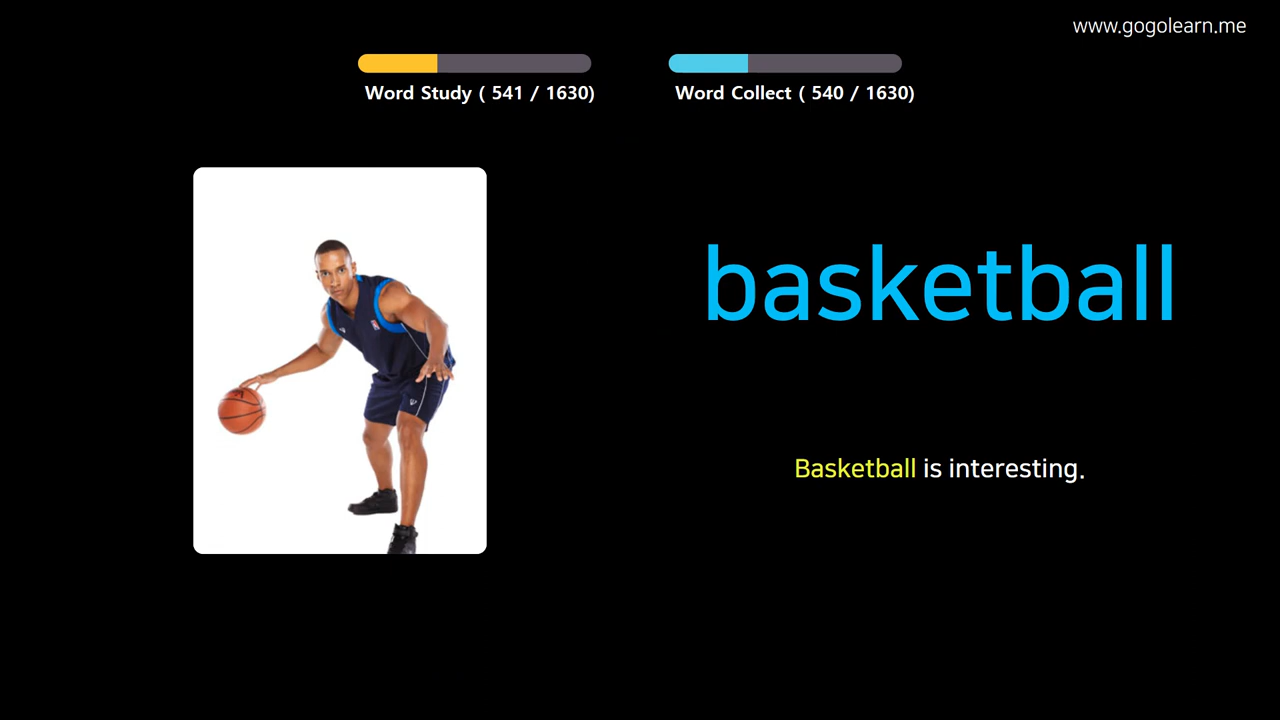 www.gogolearn.me
Word Study ( 541 / 1630)
Word Collect ( 540 / 1630)
basketball
Basketball is interesting.